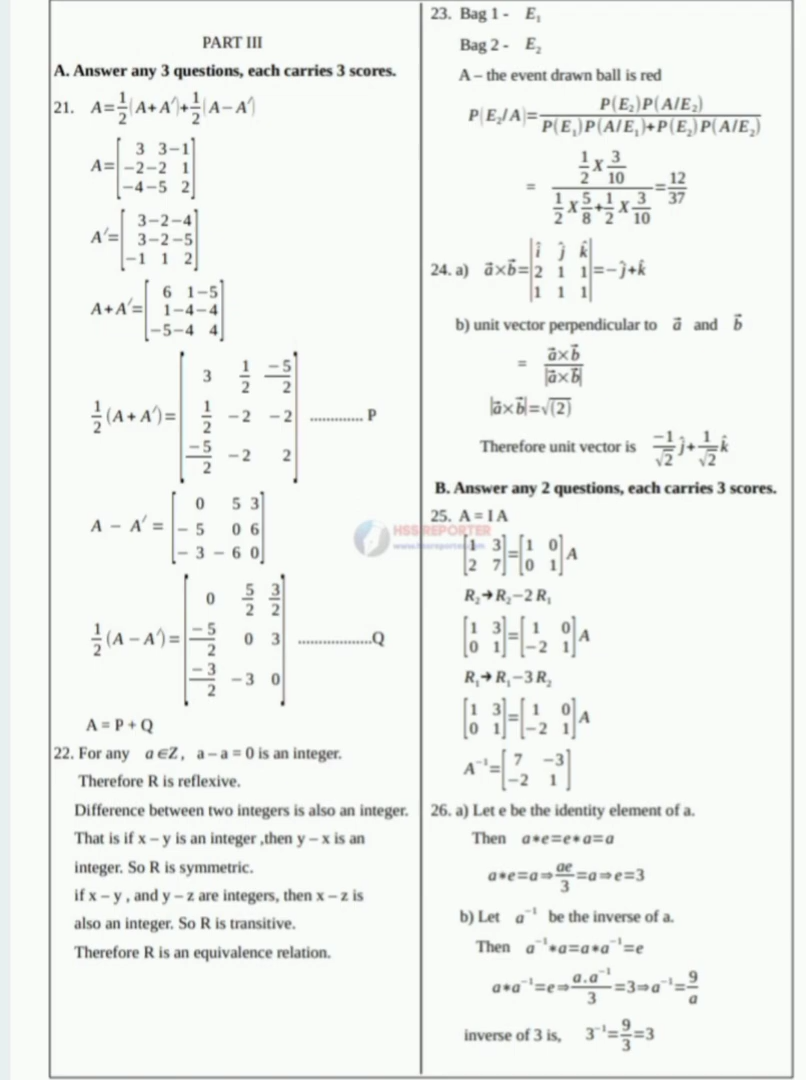 PART III
A. Answer any 3 questions, each carries 3 scores.
21. A=1/2(A+A′)+1/2(A−A′)
A=[3 3−1
−2−2 1
−4−5 2]
A′=[3−2−4
3−2−5
−1 1 2]
A+A′=[6 1−5
1−4−4
−5−4 4]
1/2(A+A′)=[3 1/2 −5/2
1/2 −2 −2
−5/2 −2 2] ............. P
A − A′ = [0 5 3
− 5 0 6
− 3 − 6 0]
1/2(A−A′)=[0 5/2 3/2
−5/2 0 3
−3/2 −3 0] ..................Q
A = P + Q
22. For any a∈Z, a – a = 0 is an integer.
Therefore R is reflexive.
Difference between two integers is also an integer.
That is if x – y is an integer ,then y – x is an
integer. So R is symmetric.
if x – y , and y – z are integers, then x – z is
also an integer. So R is transitive.
Therefore R is an equivalence relation.
23. Bag 1 - E₁
Bag 2 - E₂
A – the event drawn ball is red
P(E₂/A)=P(E₂)P(A/E₂)/P(E₁)P(A/E₁)+P(E₂)P(A/E₂)
= (1/2 X 3/10)/(1/2 X 5/8 + 1/2 X 3/10) = 12/37
24. a) a⃗×b⃗=|î ĵ k̂
2 1 1
1 1 1|=−ĵ+k̂
b) unit vector perpendicular to a⃗ and b⃗
= a⃗×b⃗/|a⃗×b⃗|
|a⃗×b⃗|=√(2)
Therefore unit vector is −1/√2 ĵ+1/√2 k̂
B. Answer any 2 questions, each carries 3 scores.
25. A = I A
HSS REPORTER
[1 3
2 7]=[1 0
0 1]A
R₂→R₂−2R₁
[1 3
0 1]=[1 0
−2 1]A
R₁→R₁−3R₂
[1 3
0 1]=[1 0
−2 1]A
A⁻¹=[7 −3
−2 1]
26. a) Let e be the identity element of a.
Then a∗e=e∗a=a
a∗e=a⇒ae/3=a⇒e=3
b) Let a⁻¹ be the inverse of a.
Then a⁻¹∗a=a∗a⁻¹=e
a∗a⁻¹=e⇒a.a⁻¹/3=3⇒a⁻¹=9/a
inverse of 3 is, 3⁻¹=9/3=3